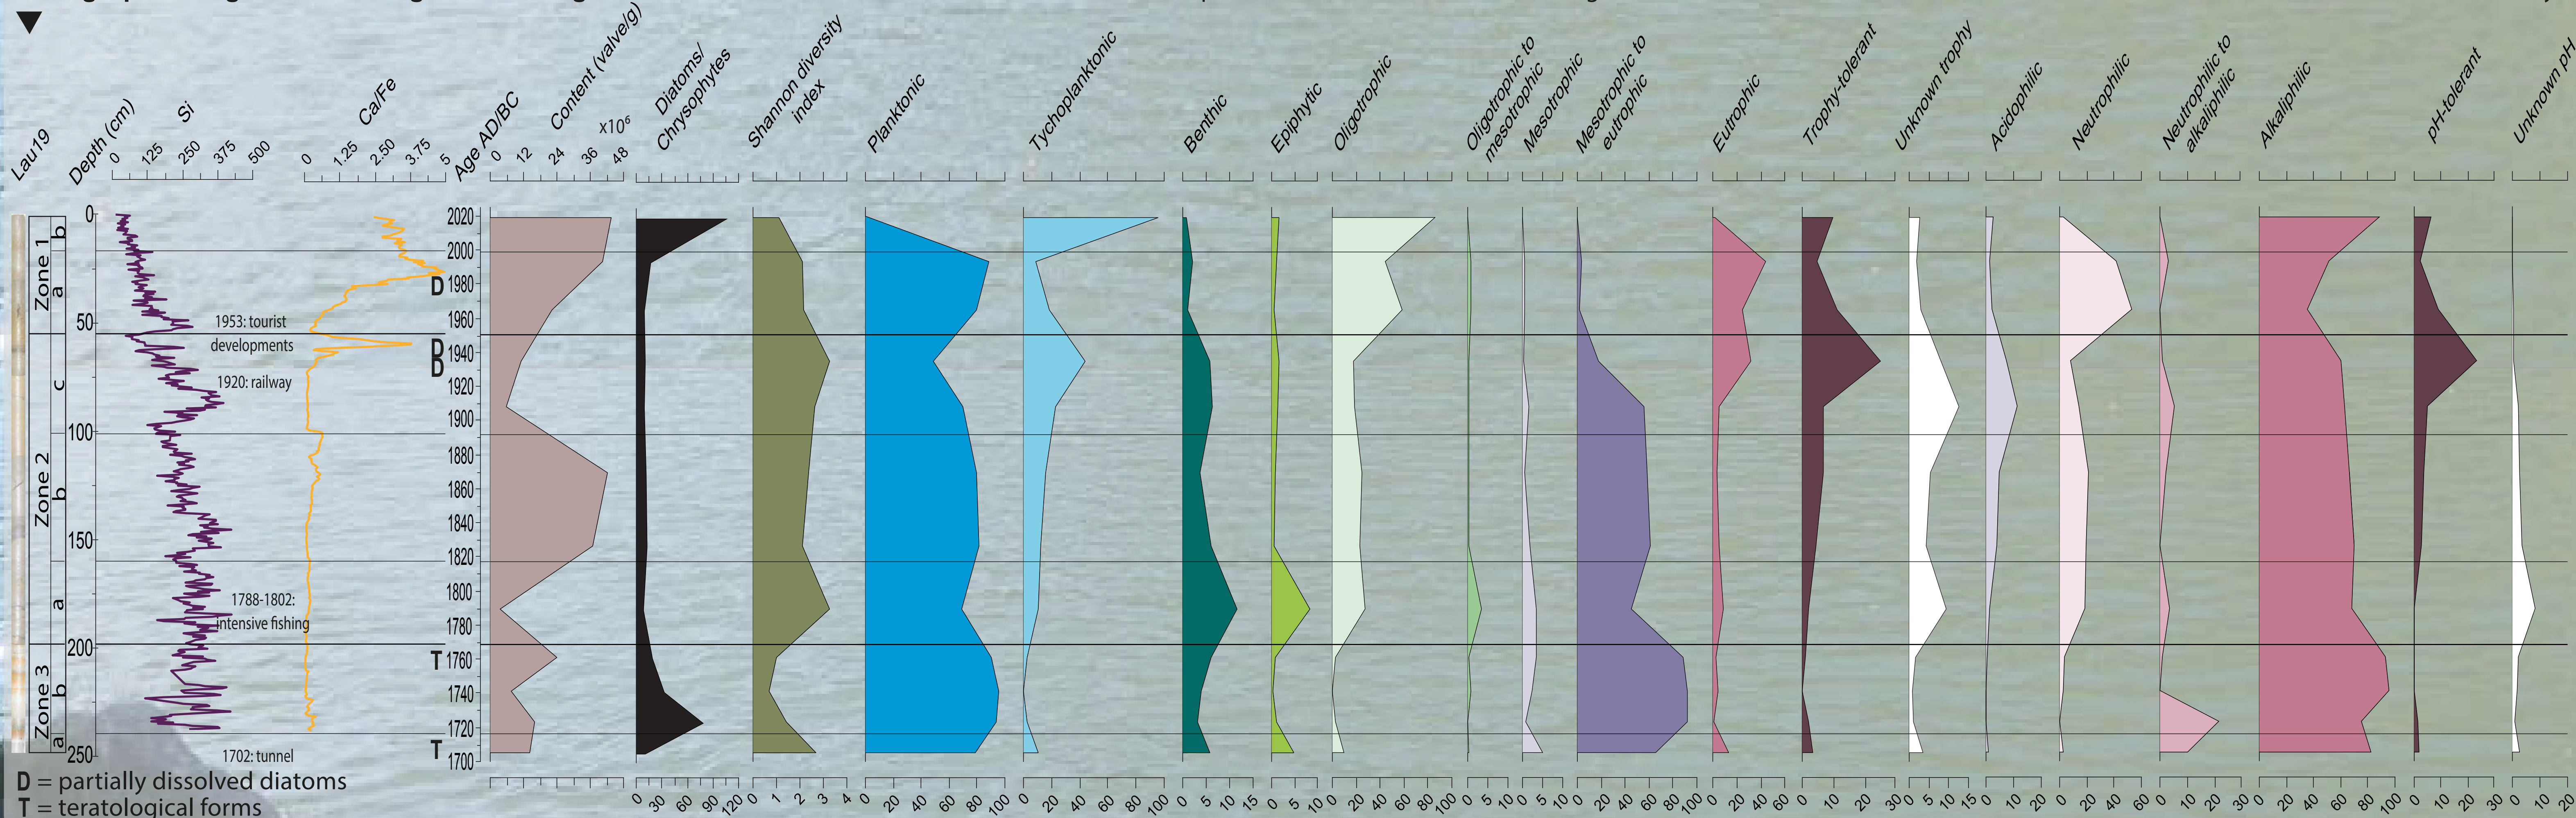 Lau19
Depth (cm)
Si
Ca/Fe
Age AD/BC
Content (valve/g)
x10⁶
Diatoms/
Chrysophytes
Shannon diversity
index
Planktonic
Tychoplanktonic
Benthic
Epiphytic
Oligotrophic
Oligotrophic to
mesotrophic
Mesotrophic
Mesotrophic to
eutrophic
Eutrophic
Trophy-tolerant
Unknown trophy
Acidophilic
Neutrophilic
Neutrophilic to
alkaliphilic
Alkaliphilic
pH-tolerant
Unknown pH
0 125 250 375 500
0 1.25 2.50 3.75 5
0 12 24 36 48
Zone 1
b
a
Zone 2
c
b
a
Zone 3
b
a
0
50
100
150
200
250
1953: tourist
developments
1920: railway
1788-1802:
intensive fishing
1702: tunnel
D
D
D
T
T
2020
2000
1980
1960
1940
1920
1900
1880
1860
1840
1820
1800
1780
1760
1740
1720
1700
0 30 60 90 120
0 1 2 3 4
0 20 40 60 80 100
0 20 40 60 80 100
0 5 10 15
0 5 10
0 20 40 60 80 100
0 5 10
0 5 10
0 20 40 60 80 100
0 20 40 60
0 10 20 30
0 5 10 15
0 10 20
0 20 40 60
0 10 20 30
0 20 40 60 80 100
0 10 20 30
0 10 20
D = partially dissolved diatoms
T = teratological forms